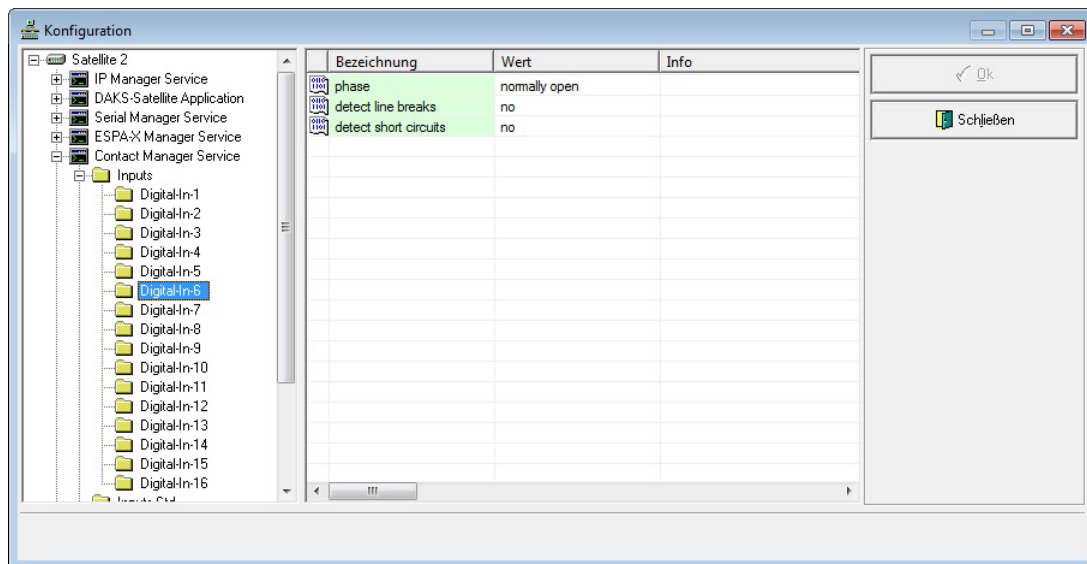 Konfiguration
Satellite 2
IP Manager Service
DAKS-Satellite Application
Serial Manager Service
ESPA-X Manager Service
Contact Manager Service
Inputs
Digital-In-1
Digital-In-2
Digital-In-3
Digital-In-4
Digital-In-5
Digital-In-6
Digital-In-7
Digital-In-8
Digital-In-9
Digital-In-10
Digital-In-11
Digital-In-12
Digital-In-13
Digital-In-14
Digital-In-15
Digital-In-16
Bezeichnung Wert Info
phase normally open
detect line breaks no
detect short circuits no
Ok
Schließen